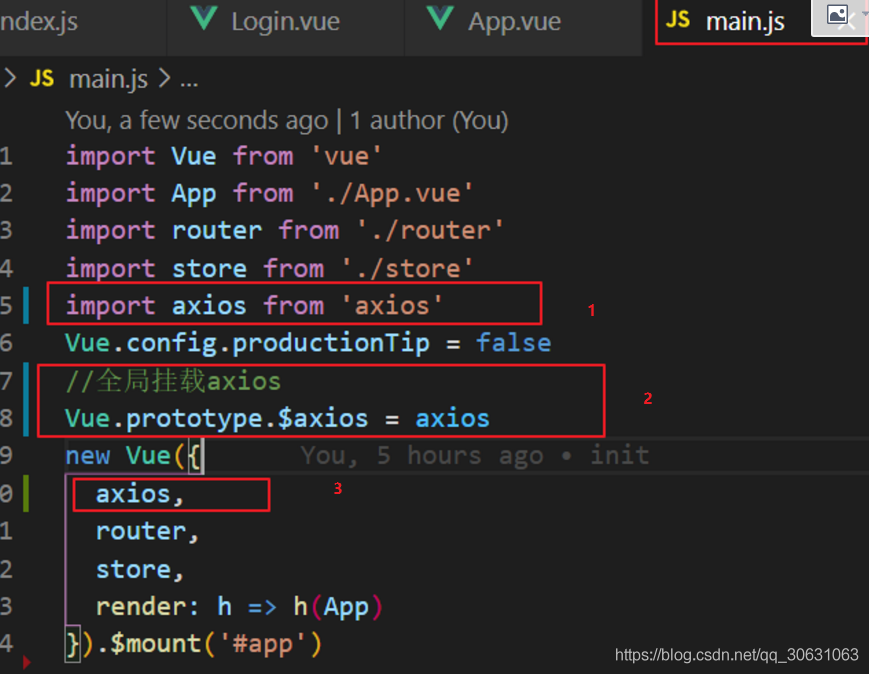 ndex.js Login.vue App.vue JS main.js
JS main.js > ...
You, a few seconds ago | 1 author (You)
1 import Vue from 'vue'
2 import App from './App.vue'
3 import router from './router'
4 import store from './store'
5 import axios from 'axios' 1
6 Vue.config.productionTip = false
7 //全局挂载axios
2
8 Vue.prototype.$axios = axios
9 new Vue({ You, 5 hours ago • init
0 axios, 3
1 router,
2 store,
3 render: h => h(App)
4 }).$mount('#app')
https://blog.csdn.net/qq_30631063